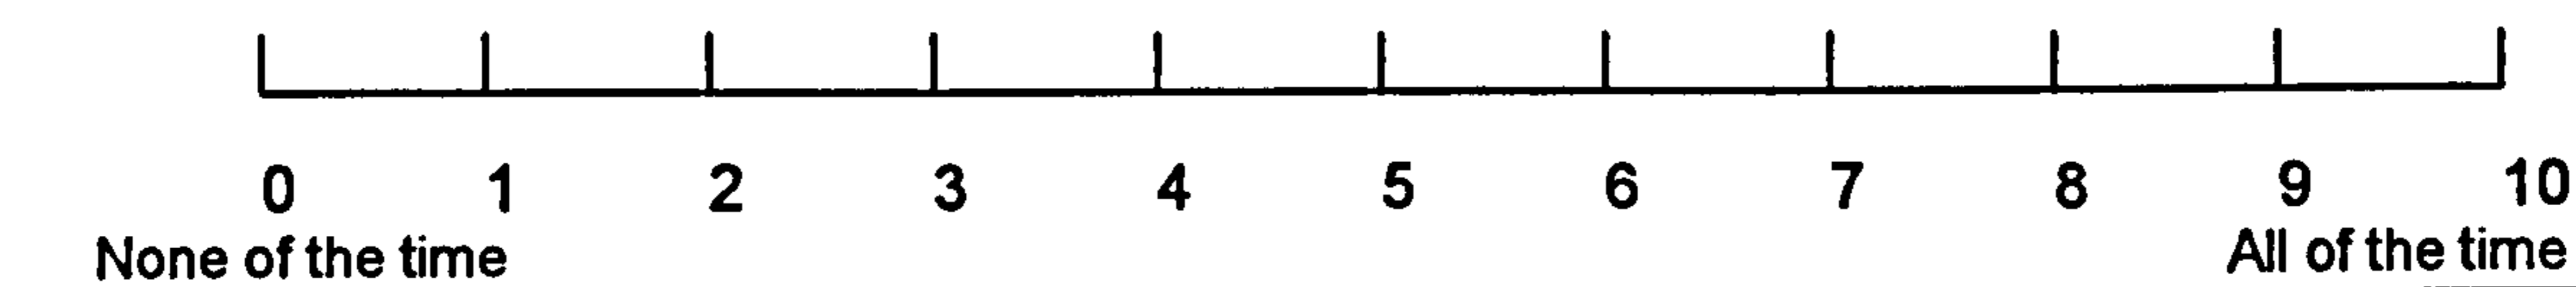 0 1 2 3 4 5 6 7 8 9 10
None of the time All of the time